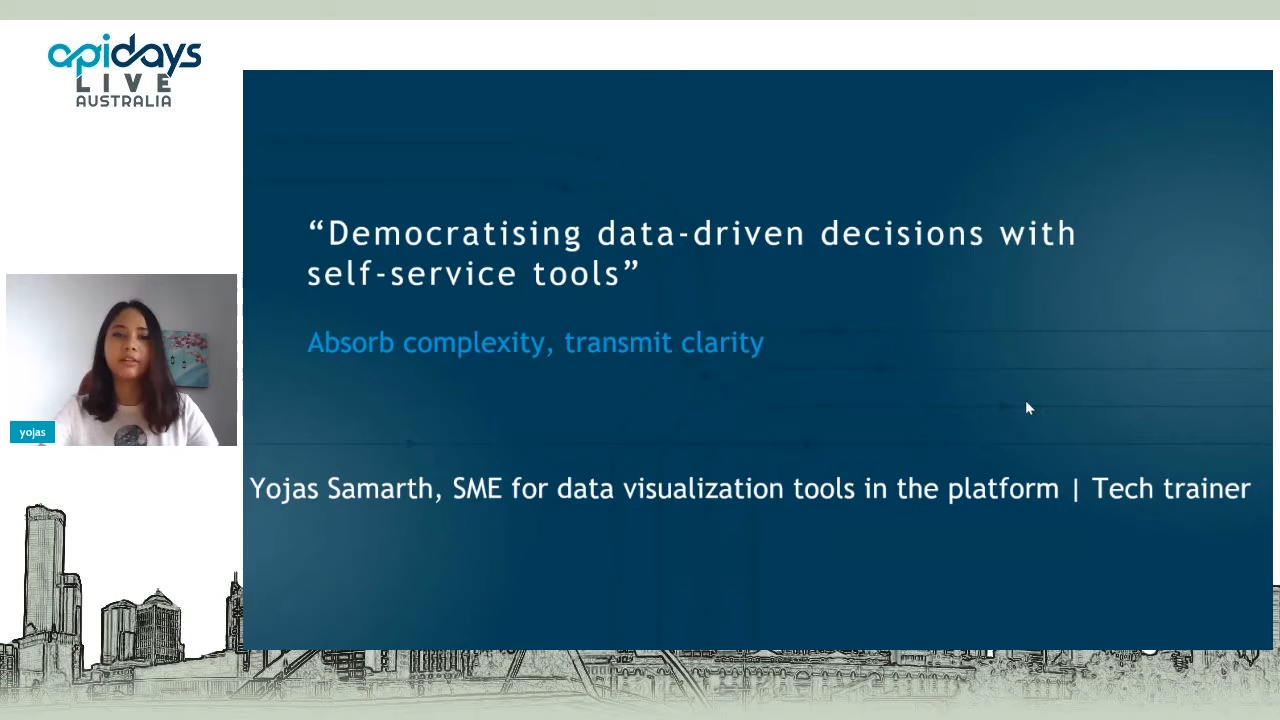 apidays
LIVE
AUSTRALIA
“Democratising data-driven decisions with
self-service tools”
Absorb complexity, transmit clarity
yojas
Yojas Samarth, SME for data visualization tools in the platform | Tech trainer